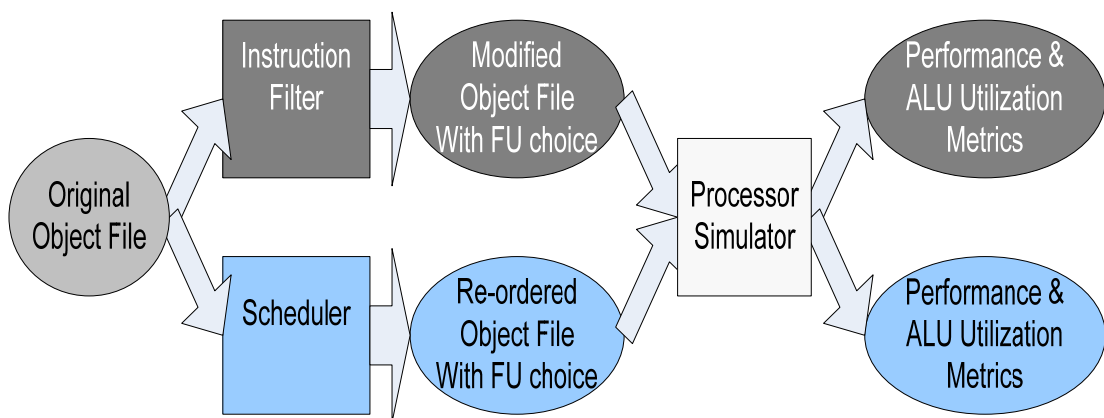 Original
Object File
Instruction
Filter
Modified
Object File
With FU choice
Scheduler
Re-ordered
Object File
With FU choice
Processor
Simulator
Performance &
ALU Utilization
Metrics
Performance &
ALU Utilization
Metrics